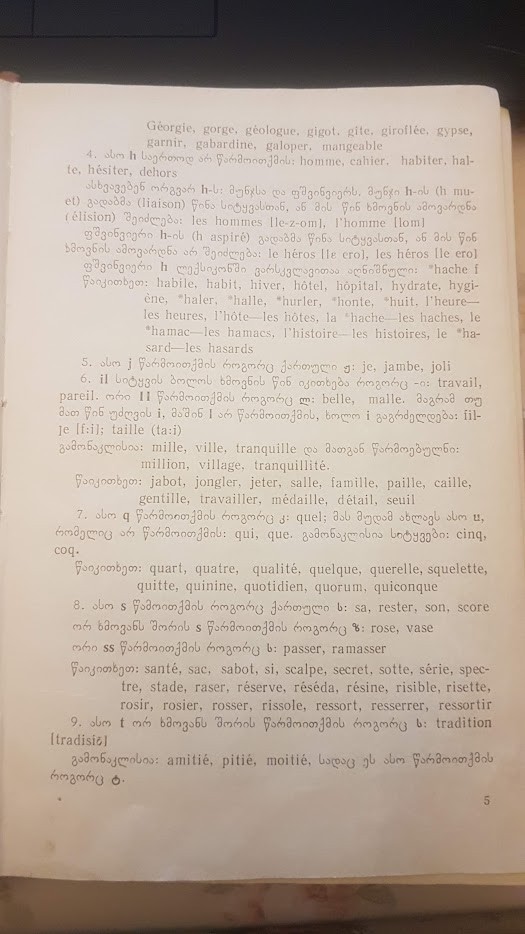 Géorgie, gorge, géologue, gigot, gîte, giroflée, gypse,
garnir, gabardine, galoper, mangeable
4. ასო h საერთოდ არ წარმოითქმის: homme, cahier, habiter, hal-
te, hésiter, dehors
ასხვავებენ ორგვარ h-ს: მუნჯსა და ფშვინვიერს. მუნჯი h-ის (h mu-
et) გადაბმა (liaison) წინა სიტყვასთან, ან მის წინ ხმოვნის ამოვარდნა
(élision) შეიძლება: les hommes [le-z-om], l'homme [lom]
ფშვინვიერი h-ის (h aspiré) გადაბმა წინა სიტყვასთან, ან მის წინ
ხმოვნის ამოვარდნა არ შეიძლება: le héros [le ero], les héros [le ero]
ფშვინვიერი h ლექსიკონში ვარსკვლავითაა აღნიშნული: *hache f
წაიკითხეთ: habile, habit, hiver, hôtel, hôpital, hydrate, hygi-
ène, *haler, *halle, *hurler, *honte, *huit, l'heure—
les heures, l'hôte—les hôtes, la *hache—les haches, le
*hamac—les hamacs, l'histoire—les histoires, le *ha-
sard—les hasards
5. ასო j წარმოითქმის როგორც ქართული ჟ: je, jambe, joli
6. il სიტყვის ბოლოს ხმოვნის წინ იკითხება როგორც -ი: travail,
pareil. ორი ll წარმოითქმის როგორც ლ: belle, malle. მაგრამ თუ
მათ წინ უძღვის i, მაშინ l არ წარმოითქმის, ხოლო i გაგრძელდება: fil-
le [f:i]; taille (ta:i)
გამონაკლისია: mille, ville, tranquille და მათგან წარმოებულნი:
million, village, tranquillité.
წაიკითხეთ: jabot, jongler, jeter, salle, famille, paille, caille,
gentille, travailler, médaille, détail, seuil
7. ასო q წარმოითქმის როგორც კ: quel; მას მუდამ ახლავს ასო u,
რომელიც არ წარმოითქმის: qui, que. გამონაკლისია სიტყვები: cinq,
coq.
წაიკითხეთ: quart, quatre, qualité, quelque, querelle, squelette,
quitte, quinine, quotidien, quorum, quiconque
8. ასო s წამოითქმის როგორც ქართული ს: sa, rester, son, score
ორ ხმოვანს შორის s წარმოითქმის როგორც ზ: rose, vase
ორი ss წარმოითქმის როგორც ს: passer, ramasser
წაიკითხეთ: santé, sac, sabot, si, scalpe, secret, sotte, série, spec-
tre, stade, raser, réserve, réséda, résine, risible, risette,
rosir, rosier, rosser, rissole, ressort, resserrer, ressortir
9. ასო t ორ ხმოვანს შორის წარმოითქმის როგორც ს: tradition
[tradisiõ]
გამონაკლისია: amitié, pitié, moitié, სადაც ეს ასო წარმოითქმის
როგორც ტ.
5